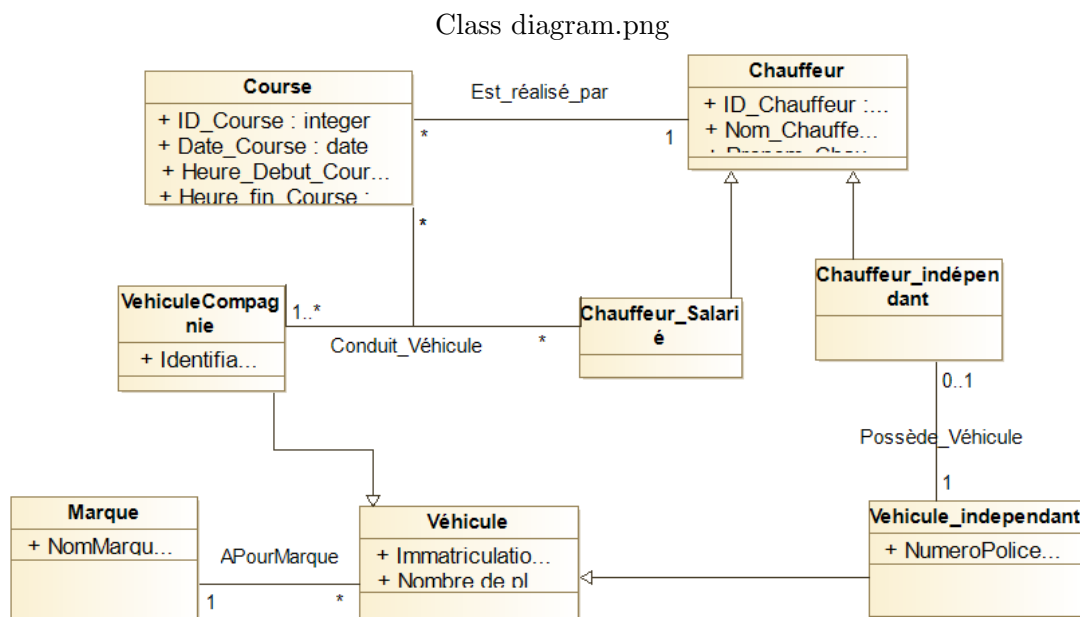 Class diagram.png
Course
+ ID_Course : integer
+ Date_Course : date
+ Heure_Debut_Cour...
+ Heure_fin_Course :
Est_réalisé_par
*
1
Chauffeur
+ ID_Chauffeur :...
+ Nom_Chauffe...
+ Prenom_Chau...
*
VehiculeCompag
nie
+ Identifia...
1..*
Conduit_Véhicule
*
Chauffeur_Salari
é
Chauffeur_indépen
dant
0..1
Possède_Véhicule
1
Marque
+ NomMarqu...
APourMarque
1
*
Véhicule
+ Immatriculatio...
+ Nombre de pl
Vehicule_independant
+ NumeroPolice...